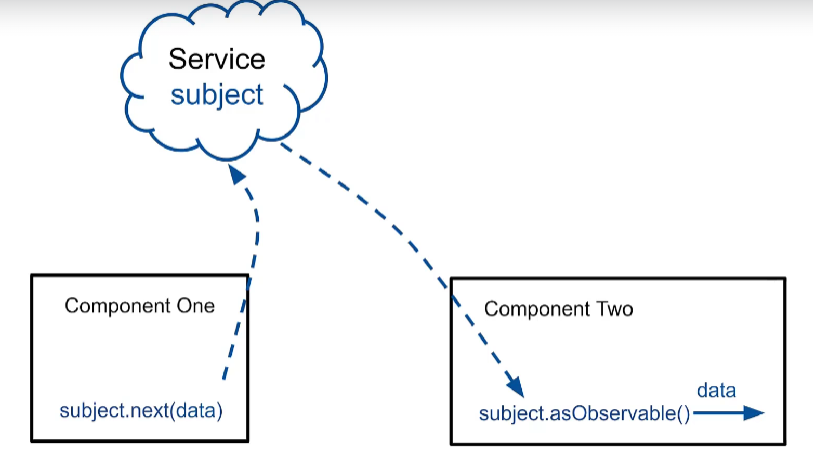 Service
subject
Component One
subject.next(data)
Component Two
data
subject.asObservable()